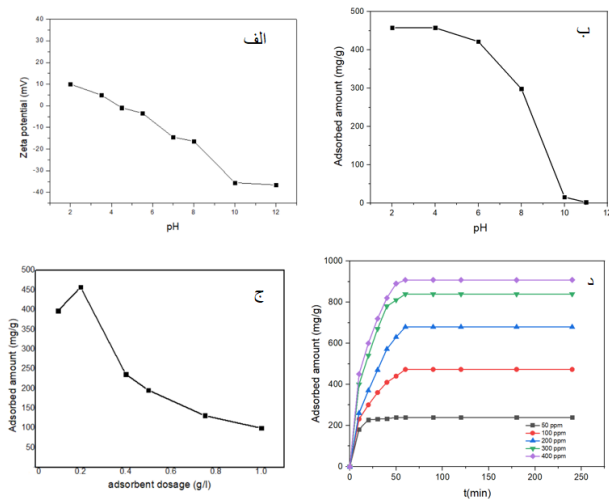 الف
Zeta potential (mV)
40
30
20
10
0
-10
-20
-30
-40
2 4 6 8 10 12
pH
ب
Adsorbed amount (mg/g)
500
400
300
200
100
0
2 4 6 8 10 12
pH
ج
Adsorbed amount (mg/g)
500
450
400
350
300
250
200
150
100
50
0 0.2 0.4 0.6 0.8 1.0
adsorbent dosage (g/l)
د
Adsorbed amount (mg/g)
1000
800
600
400
200
0
50 ppm
100 ppm
200 ppm
300 ppm
400 ppm
0 50 100 150 200 250
t(min)